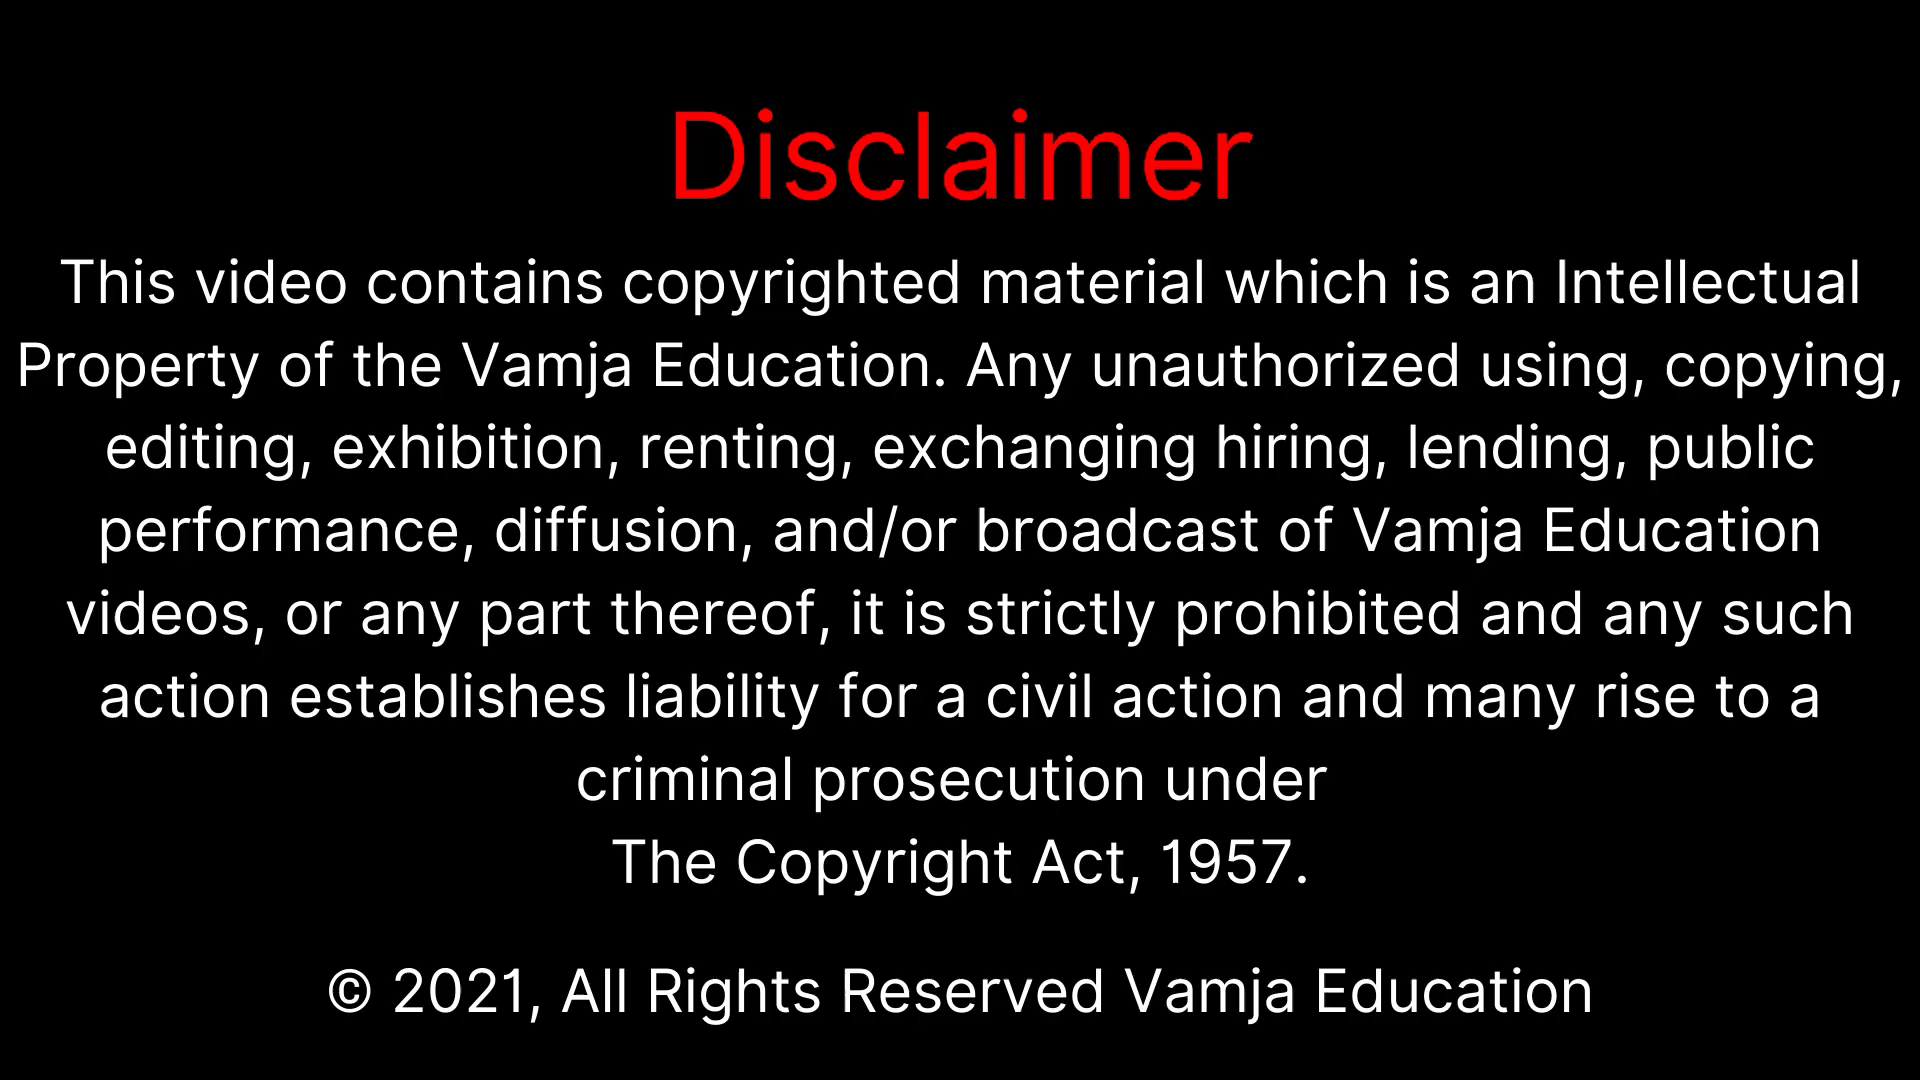 Disclaimer
This video contains copyrighted material which is an Intellectual
Property of the Vamja Education. Any unauthorized using, copying,
editing, exhibition, renting, exchanging hiring, lending, public
performance, diffusion, and/or broadcast of Vamja Education
videos, or any part thereof, it is strictly prohibited and any such
action establishes liability for a civil action and many rise to a
criminal prosecution under
The Copyright Act, 1957.
© 2021, All Rights Reserved Vamja Education